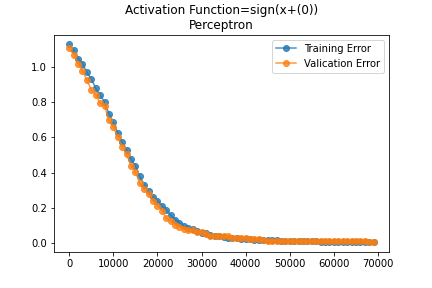 Activation Function=sign(x+(0))
Perceptron
Training Error
Valication Error
1.0
0.8
0.6
0.4
0.2
0.0
0 10000 20000 30000 40000 50000 60000 70000